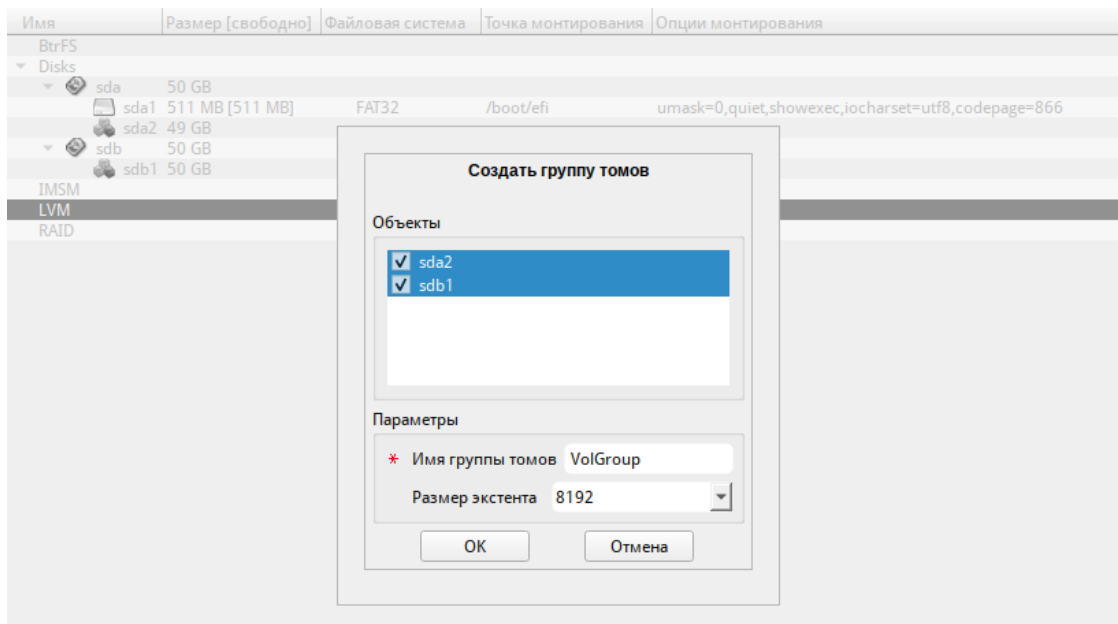 Имя Размер [свободно] Файловая система Точка монтирования Опции монтирования
BtrFS
Disks
sda 50 GB
sda1 511 MB [511 MB] FAT32 /boot/efi umask=0,quiet,showexec,iocharset=utf8,codepage=866
sda2 49 GB
sdb 50 GB
sdb1 50 GB
IMSM
LVM
RAID
Создать группу томов
Объекты
sda2
sdb1
Параметры
* Имя группы томов VolGroup
Размер экстента 8192
OK Отмена